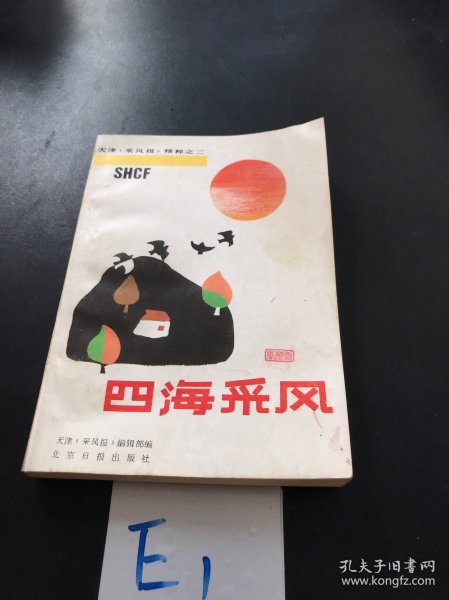 天津《采风报》精粹之二
SHCF
四海采风
天津《采风报》编辑部编
北京日报出版社
E1
孔夫子旧书网
www.kongfz.com